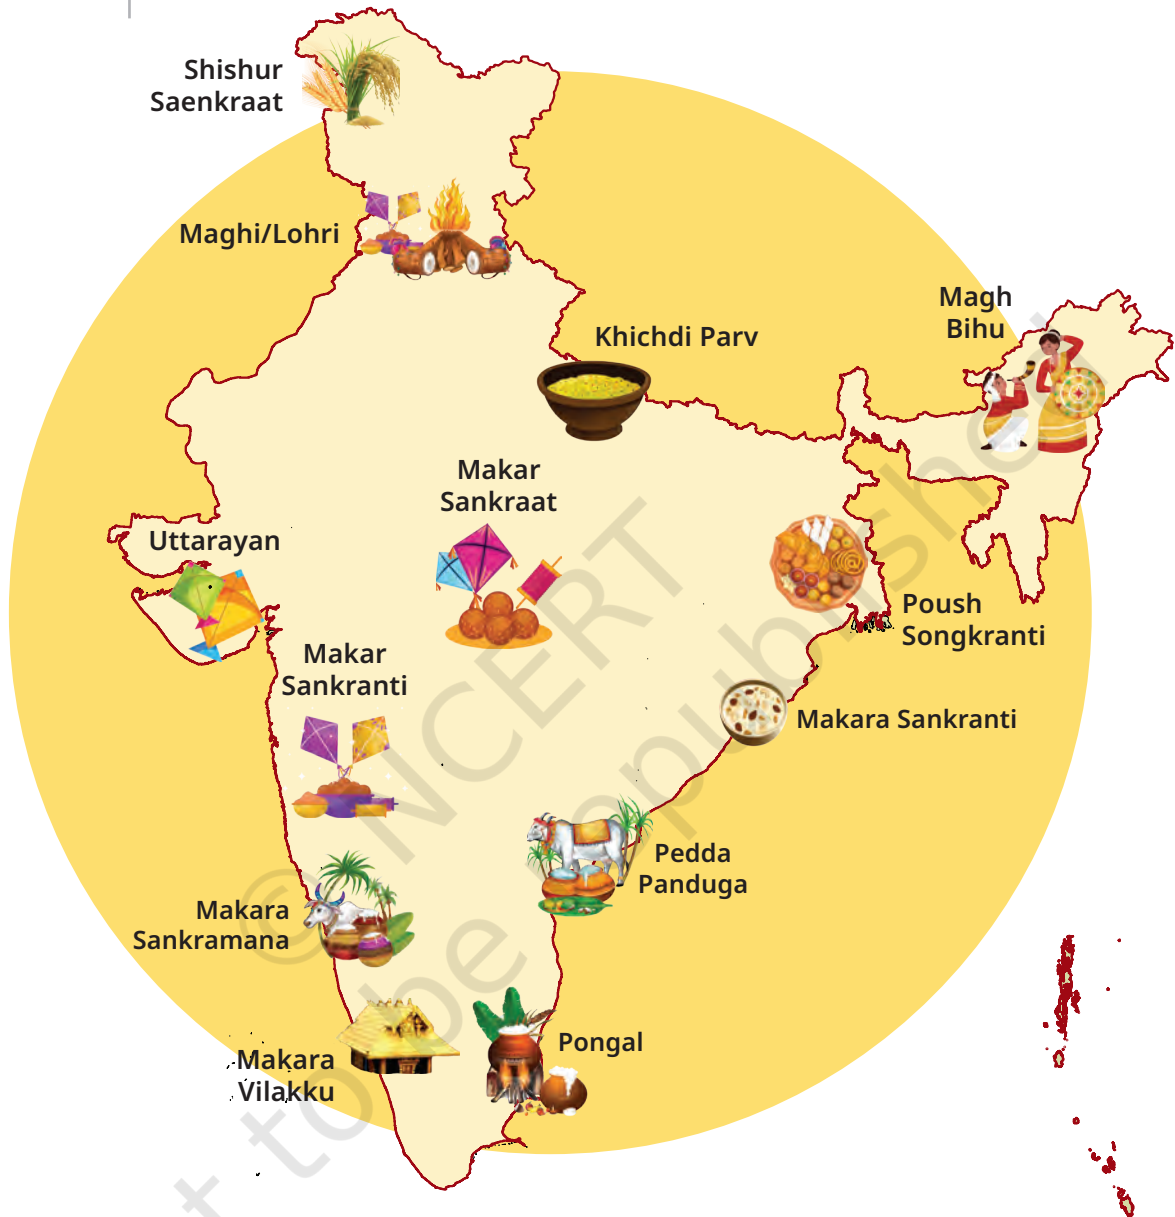 Shishur
Saenkraat
Maghi/Lohri
Magh
Bihu
Khichdi Parv
Makar
Sankraat
Uttarayan
Poush
Songkranti
Makar
Sankranti
Makara Sankranti
Pedda
Panduga
Makara
Sankramana
Pongal
Makara
Vilakku
© NCERT
t to be republished